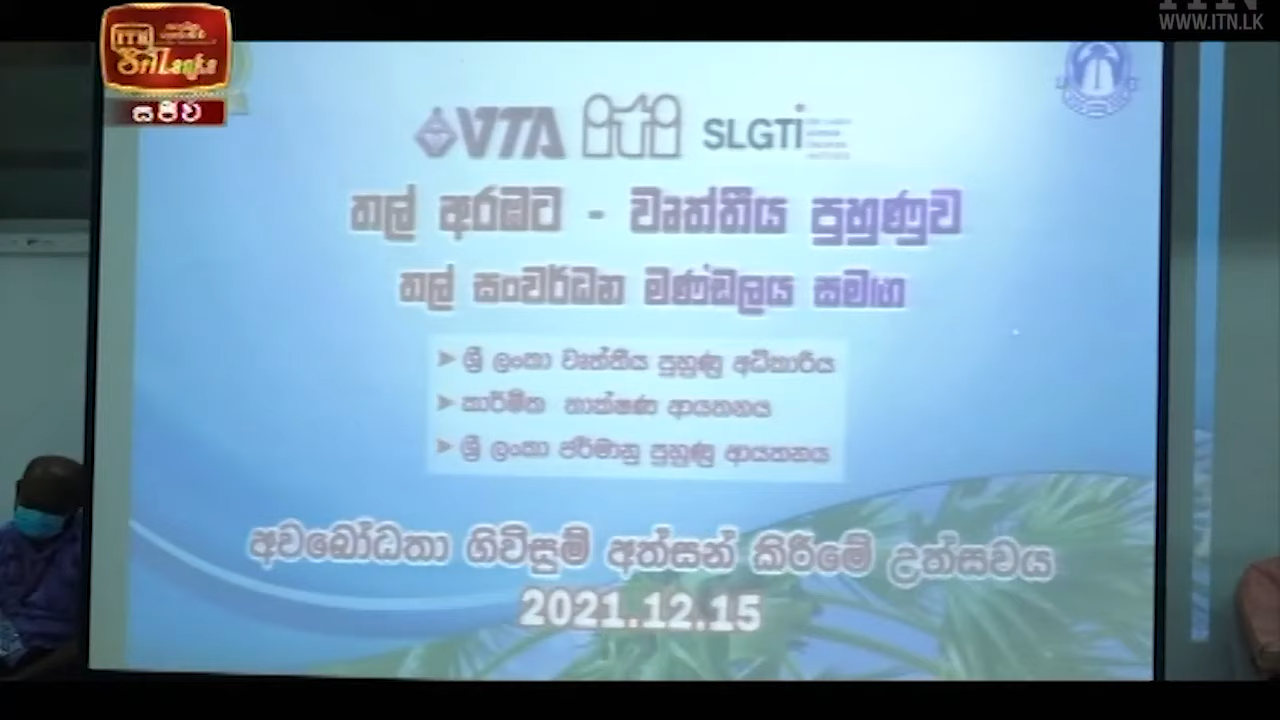 ITN
WWW.ITN.LK
ITN
Sri Lanka
සජීව
VTA iti SLGTi
තල් අරඹට - වෘත්තීය පුහුණුව
තල් සංවර්ධන මණ්ඩලය සමඟ
➤ ශ්‍රී ලංකා වෘත්තීය පුහුණු අධිකාරිය
➤ කාර්මික තාක්ෂණ ආයතනය
➤ ශ්‍රී ලංකා ජර්මානු පුහුණු ආයතනය
අවබෝධතා ගිවිසුම් අත්සන් කිරීමේ උත්සවය
2021.12.15